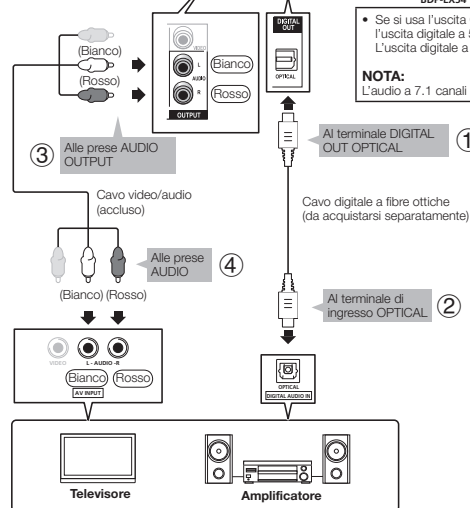 BDP-LX54
• Se si usa l'uscita
l'uscita digitale a 5
L'uscita digitale a
NOTA:
L'audio a 7.1 canali
DIGITAL
OUT
OPTICAL
VIDEO
L
AUDIO
R
OUTPUT
(Bianco)
(Rosso)
Bianco
Rosso
③ Alle prese AUDIO
OUTPUT
Al terminale DIGITAL
OUT OPTICAL
①
Cavo video/audio
(accluso)
Cavo digitale a fibre ottiche
(da acquistarsi separatamente)
Alle prese
AUDIO
④
(Bianco) (Rosso)
Al terminale di
ingresso OPTICAL
②
VIDEO
L - AUDIO -R
Bianco
Rosso
AV INPUT
OPTICAL
DIGITAL AUDIO IN
Televisore
Amplificatore